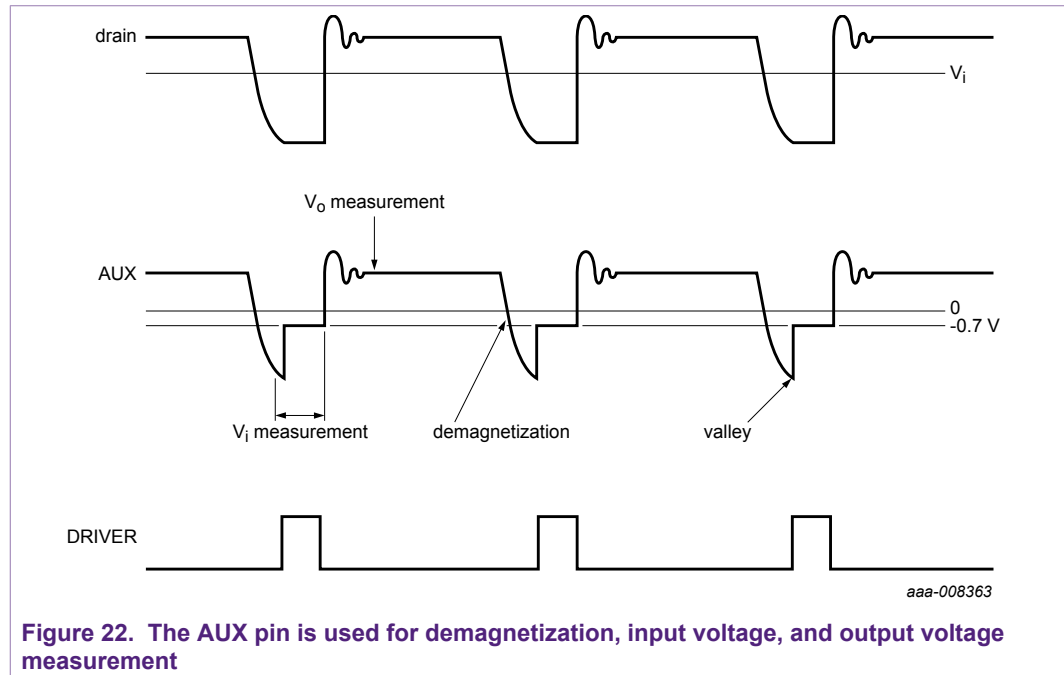 drain
Vi
Vo measurement
AUX
0
-0.7 V
Vi measurement
demagnetization
valley
DRIVER
aaa-008363
Figure 22. The AUX pin is used for demagnetization, input voltage, and output voltage
measurement